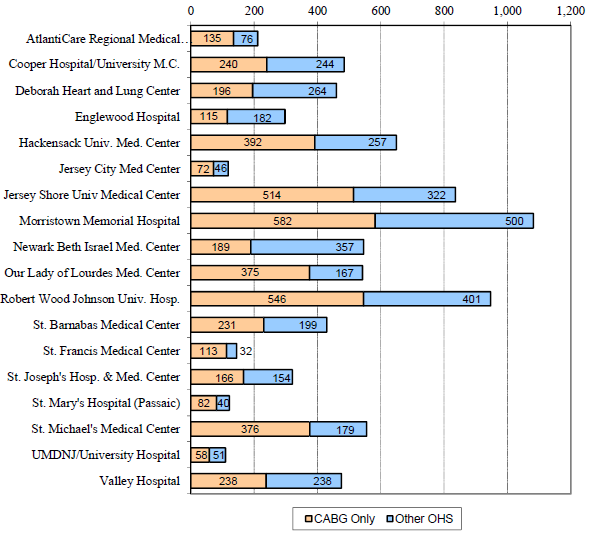 0 200 400 600 800 1,000 1,200
AtlantiCare Regional Medical .. 135 76
Cooper Hospital/University M.C. 240 244
Deborah Heart and Lung Center 196 264
Englewood Hospital 115 182
Hackensack Univ. Med. Center 392 257
Jersey City Med Center 72 46
Jersey Shore Univ Medical Center 514 322
Morristown Memorial Hospital 582 500
Newark Beth Israel Med. Center 189 357
Our Lady of Lourdes Med. Center 375 167
Robert Wood Johnson Univ. Hosp. 546 401
St. Barnabas Medical Center 231 199
St. Francis Medical Center 113 32
St. Joseph's Hosp. & Med. Center 166 154
St. Mary's Hospital (Passaic) 82 40
St. Michael's Medical Center 376 179
UMDNJ/University Hospital 58 51
Valley Hospital 238 238
CABG Only Other OHS